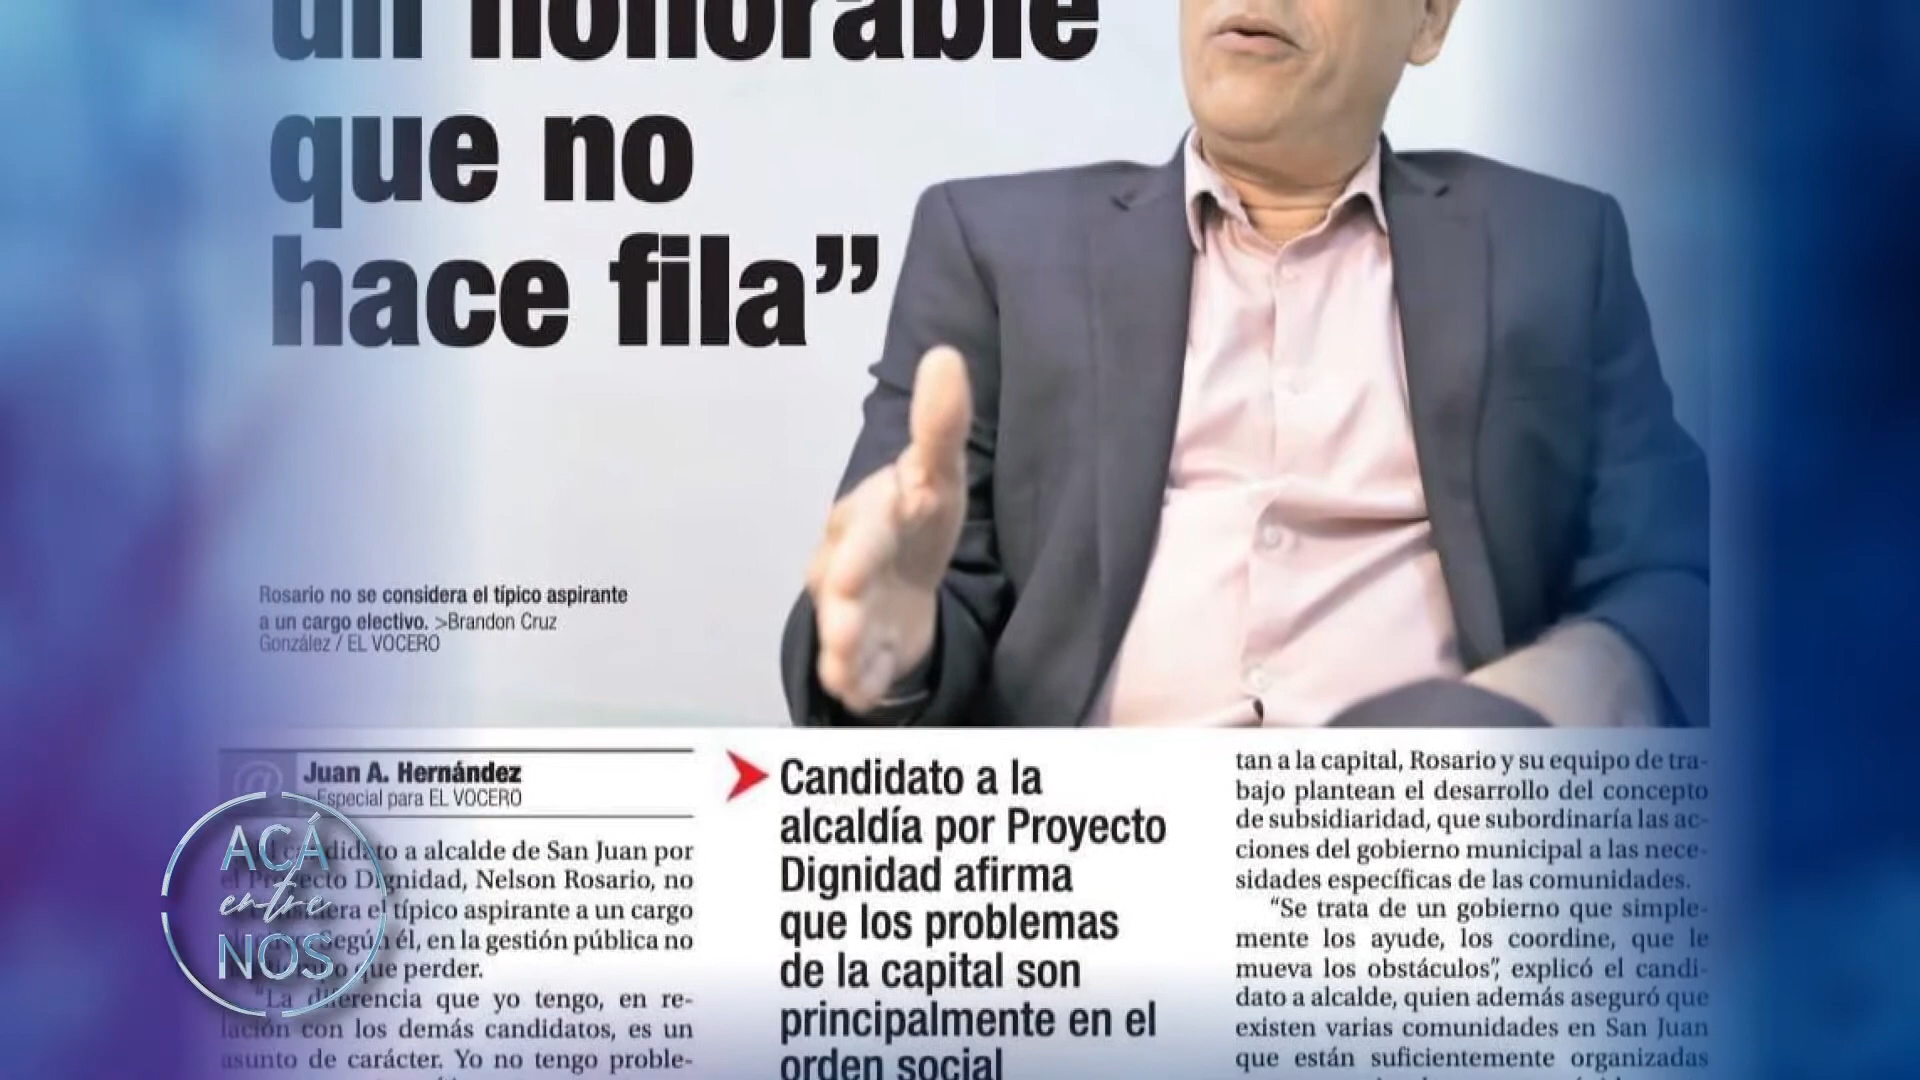 un honorable
que no
hace fila”
Rosario no se considera el típico aspirante
a un cargo electivo. >Brandon Cruz
González / EL VOCERO
Juan A. Hernández
>Especial para EL VOCERO
candidato a alcalde de San Juan por
el Proyecto Dignidad, Nelson Rosario, no
el típico aspirante a un cargo
Según él, en la gestión pública no
que perder.
“La diferencia que yo tengo, en re-
lación con los demás candidatos, es un
asunto de carácter. Yo no tengo proble-
ACÁ
entre
NOS
Candidato a la
alcaldía por Proyecto
Dignidad afirma
que los problemas
de la capital son
principalmente en el
orden social
tan a la capital, Rosario y su equipo de tra-
bajo plantean el desarrollo del concepto
de subsidiaridad, que subordinaría las ac-
ciones del gobierno municipal a las nece-
sidades específicas de las comunidades.
“Se trata de un gobierno que simple-
mente los ayude, los coordine, que le
mueva los obstáculos”, explicó el candi-
dato a alcalde, quien además aseguró que
existen varias comunidades en San Juan
que están suficientemente organizadas